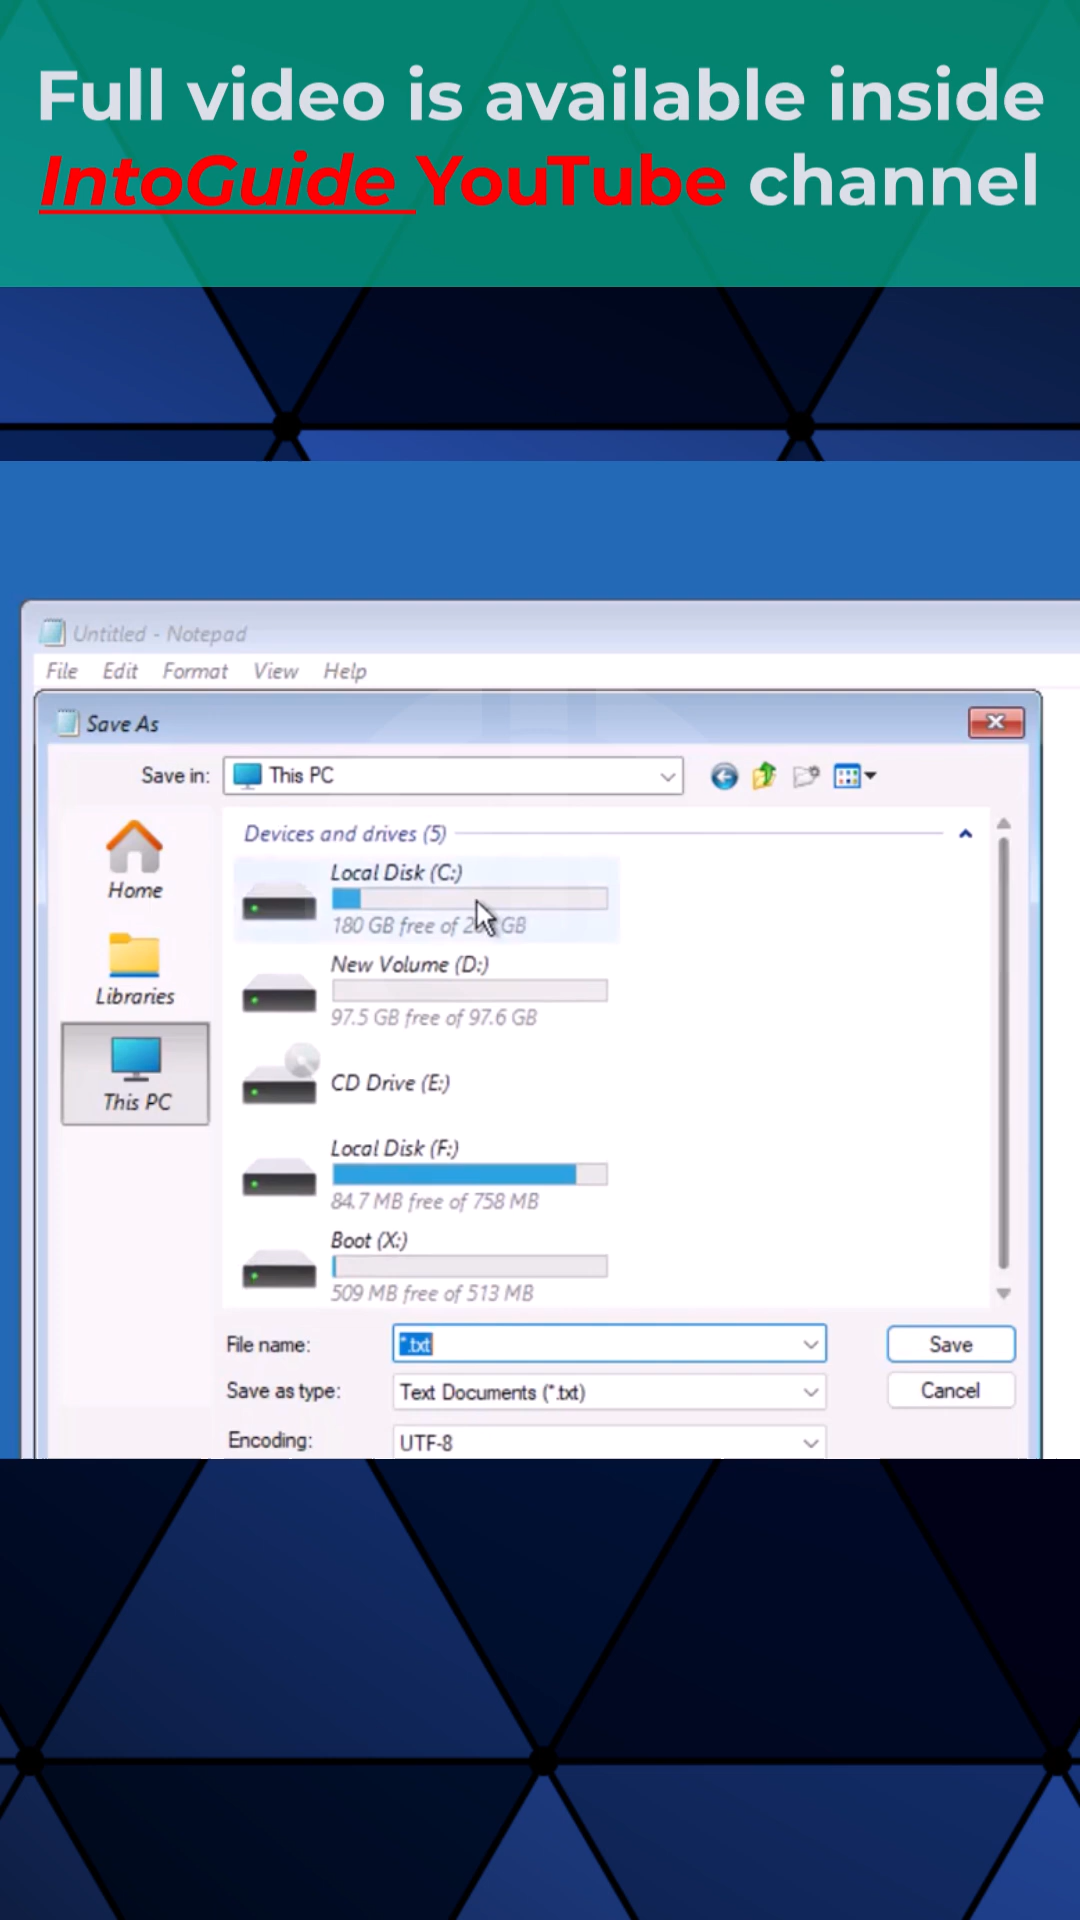 Full video is available inside
IntoGuide YouTube channel
Untitled - Notepad
File Edit Format View Help
Save As
Save in: This PC
Devices and drives (5)
Home
Libraries
This PC
Local Disk (C:)
180 GB free of GB
New Volume (D:)
97.5 GB free of 97.6 GB
CD Drive (E:)
Local Disk (F:)
84.7 MB free of 758 MB
Boot (X:)
509 MB free of 513 MB
File name: *.txt Save
Save as type: Text Documents (*.txt) Cancel
Encoding: UTF-8